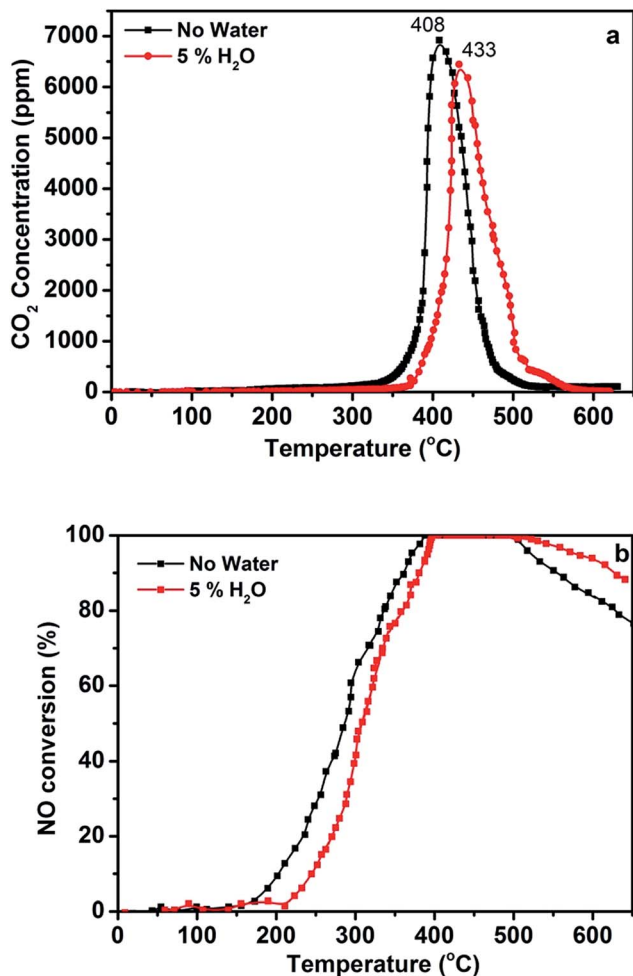 408
a
433
No Water
5 % H₂O
7000
6000
5000
4000
3000
2000
1000
0
CO₂ Concentration (ppm)
0 100 200 300 400 500 600
Temperature (°C)
b
No Water
5 % H₂O
100
80
60
40
20
0
NO conversion (%)
0 100 200 300 400 500 600
Temperature (°C)